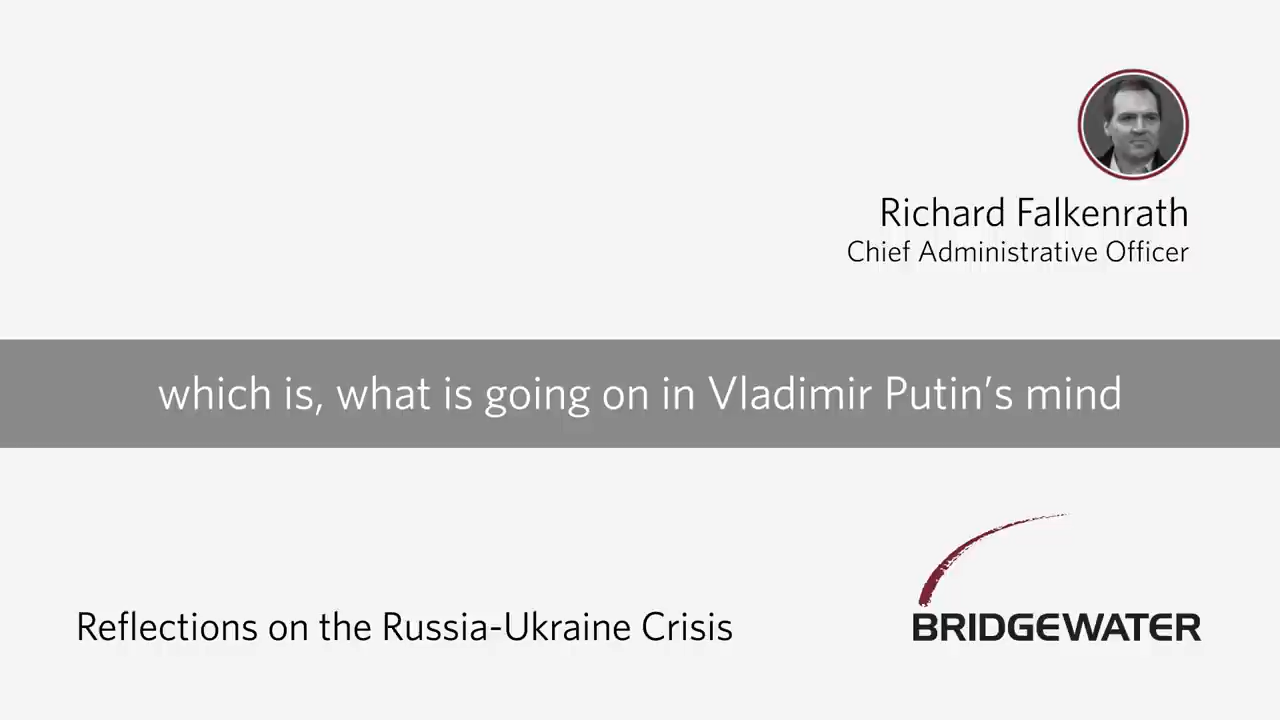 Richard Falkenrath
Chief Administrative Officer
which is, what is going on in Vladimir Putin’s mind
Reflections on the Russia-Ukraine Crisis
BRIDGEWATER